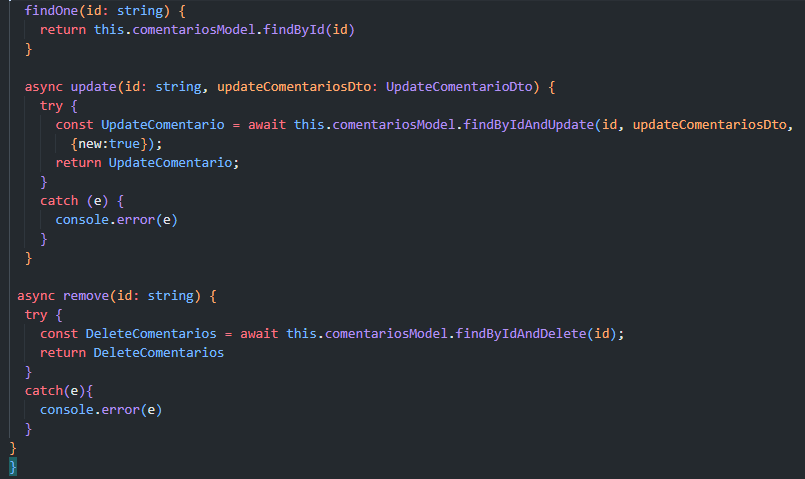 findOne(id: string) {
return this.comentariosModel.findById(id)
}
async update(id: string, updateComentariosDto: UpdateComentarioDto) {
try {
const UpdateComentario = await this.comentariosModel.findByIdAndUpdate(id, updateComentariosDto,
{new:true});
return UpdateComentario;
}
catch (e) {
console.error(e)
}
}
async remove(id: string) {
try {
const DeleteComentarios = await this.comentariosModel.findByIdAndDelete(id);
return DeleteComentarios
}
catch(e){
console.error(e)
}
}
}